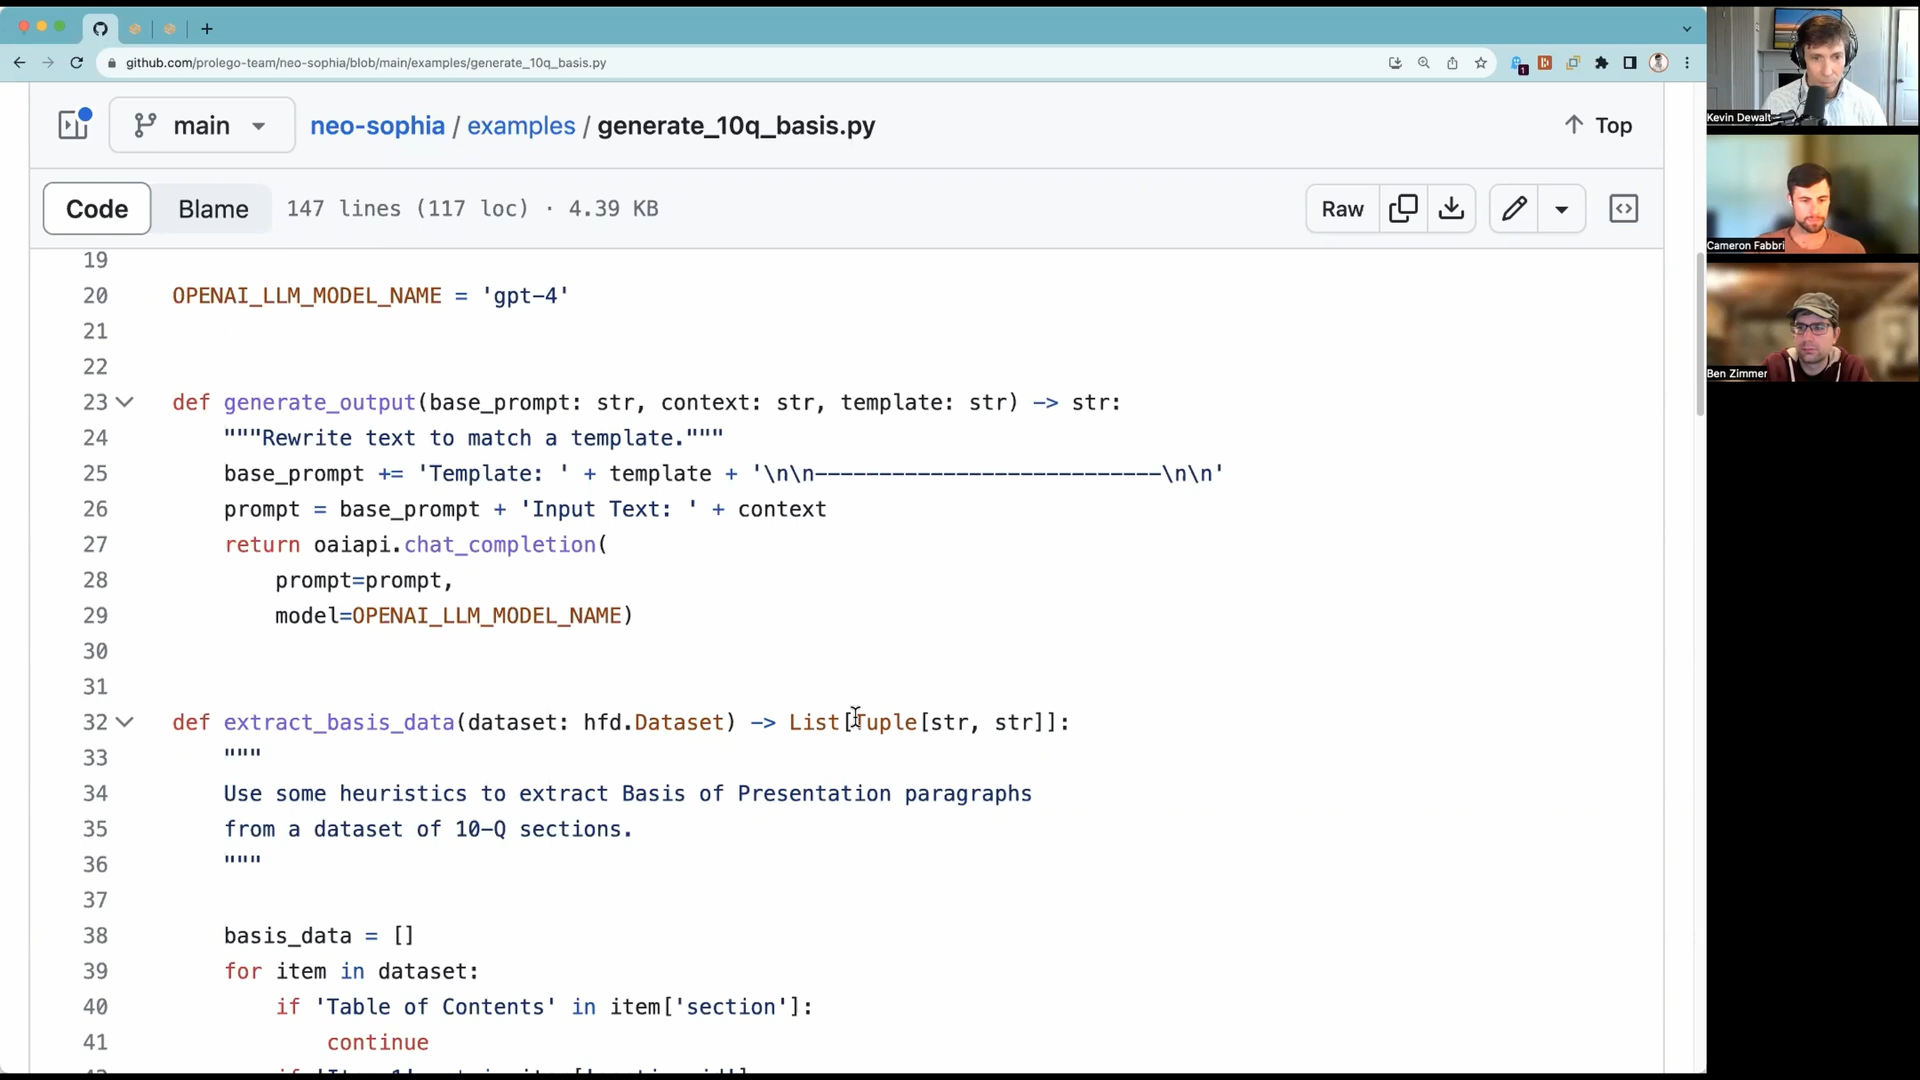 github.com/prolego-team/neo-sophia/blob/main/examples/generate_10q_basis.py
1
main
neo-sophia / examples / generate_10q_basis.py
Top
Code
Blame
147 lines (117 loc) · 4.39 KB
Raw
19
20 OPENAI_LLM_MODEL_NAME = 'gpt-4'
21
22
23 def generate_output(base_prompt: str, context: str, template: str) -> str:
24 """Rewrite text to match a template."""
25 base_prompt += 'Template: ' + template + '\n\n---------------------------\n\n'
26 prompt = base_prompt + 'Input Text: ' + context
27 return oaiapi.chat_completion(
28 prompt=prompt,
29 model=OPENAI_LLM_MODEL_NAME)
30
31
32 def extract_basis_data(dataset: hfd.Dataset) -> List[Tuple[str, str]]:
33 """
34 Use some heuristics to extract Basis of Presentation paragraphs
35 from a dataset of 10-Q sections.
36 """
37
38 basis_data = []
39 for item in dataset:
40 if 'Table of Contents' in item['section']:
41 continue
Kevin Dewalt
Cameron Fabbri
Ben Zimmer